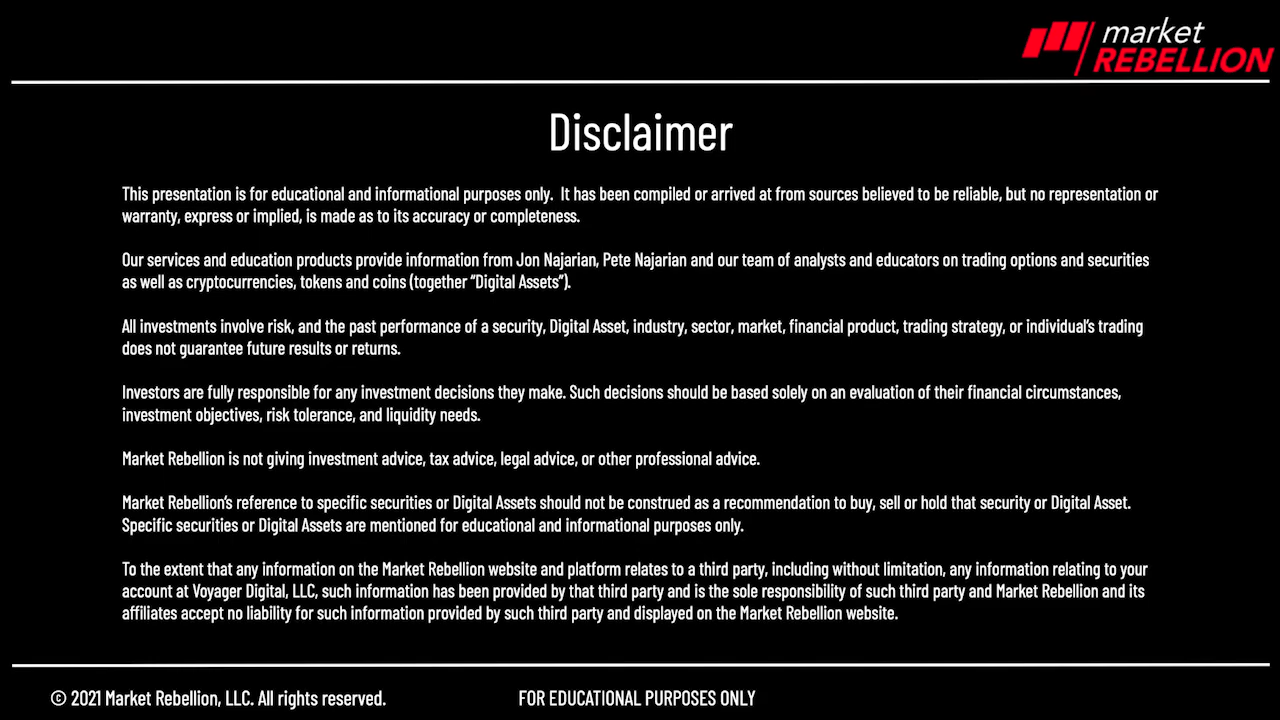 market
REBELLION
Disclaimer
This presentation is for educational and informational purposes only.  It has been compiled or arrived at from sources believed to be reliable, but no representation or
warranty, express or implied, is made as to its accuracy or completeness.
Our services and education products provide information from Jon Najarian, Pete Najarian and our team of analysts and educators on trading options and securities
as well as cryptocurrencies, tokens and coins (together “Digital Assets”).
All investments involve risk, and the past performance of a security, Digital Asset, industry, sector, market, financial product, trading strategy, or individual’s trading
does not guarantee future results or returns.
Investors are fully responsible for any investment decisions they make. Such decisions should be based solely on an evaluation of their financial circumstances,
investment objectives, risk tolerance, and liquidity needs.
Market Rebellion is not giving investment advice, tax advice, legal advice, or other professional advice.
Market Rebellion’s reference to specific securities or Digital Assets should not be construed as a recommendation to buy, sell or hold that security or Digital Asset.
Specific securities or Digital Assets are mentioned for educational and informational purposes only.
To the extent that any information on the Market Rebellion website and platform relates to a third party, including without limitation, any information relating to your
account at Voyager Digital, LLC, such information has been provided by that third party and is the sole responsibility of such third party and Market Rebellion and its
affiliates accept no liability for such information provided by such third party and displayed on the Market Rebellion website.
© 2021 Market Rebellion, LLC. All rights reserved.
FOR EDUCATIONAL PURPOSES ONLY